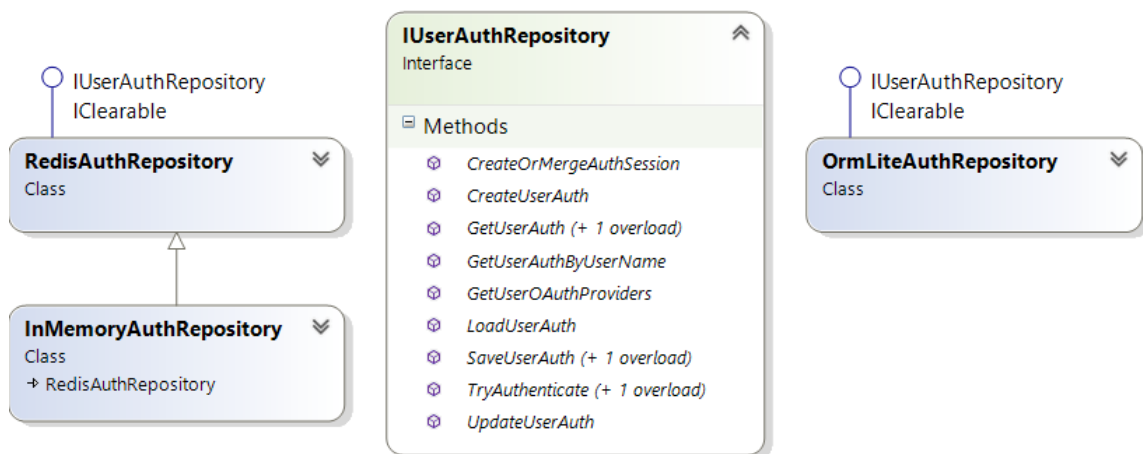 IUserAuthRepository
IClearable
RedisAuthRepository
Class
InMemoryAuthRepository
Class
RedisAuthRepository
IUserAuthRepository
Interface
Methods
CreateOrMergeAuthSession
CreateUserAuth
GetUserAuth (+ 1 overload)
GetUserAuthByUserName
GetUserOAuthProviders
LoadUserAuth
SaveUserAuth (+ 1 overload)
TryAuthenticate (+ 1 overload)
UpdateUserAuth
IUserAuthRepository
IClearable
OrmLiteAuthRepository
Class